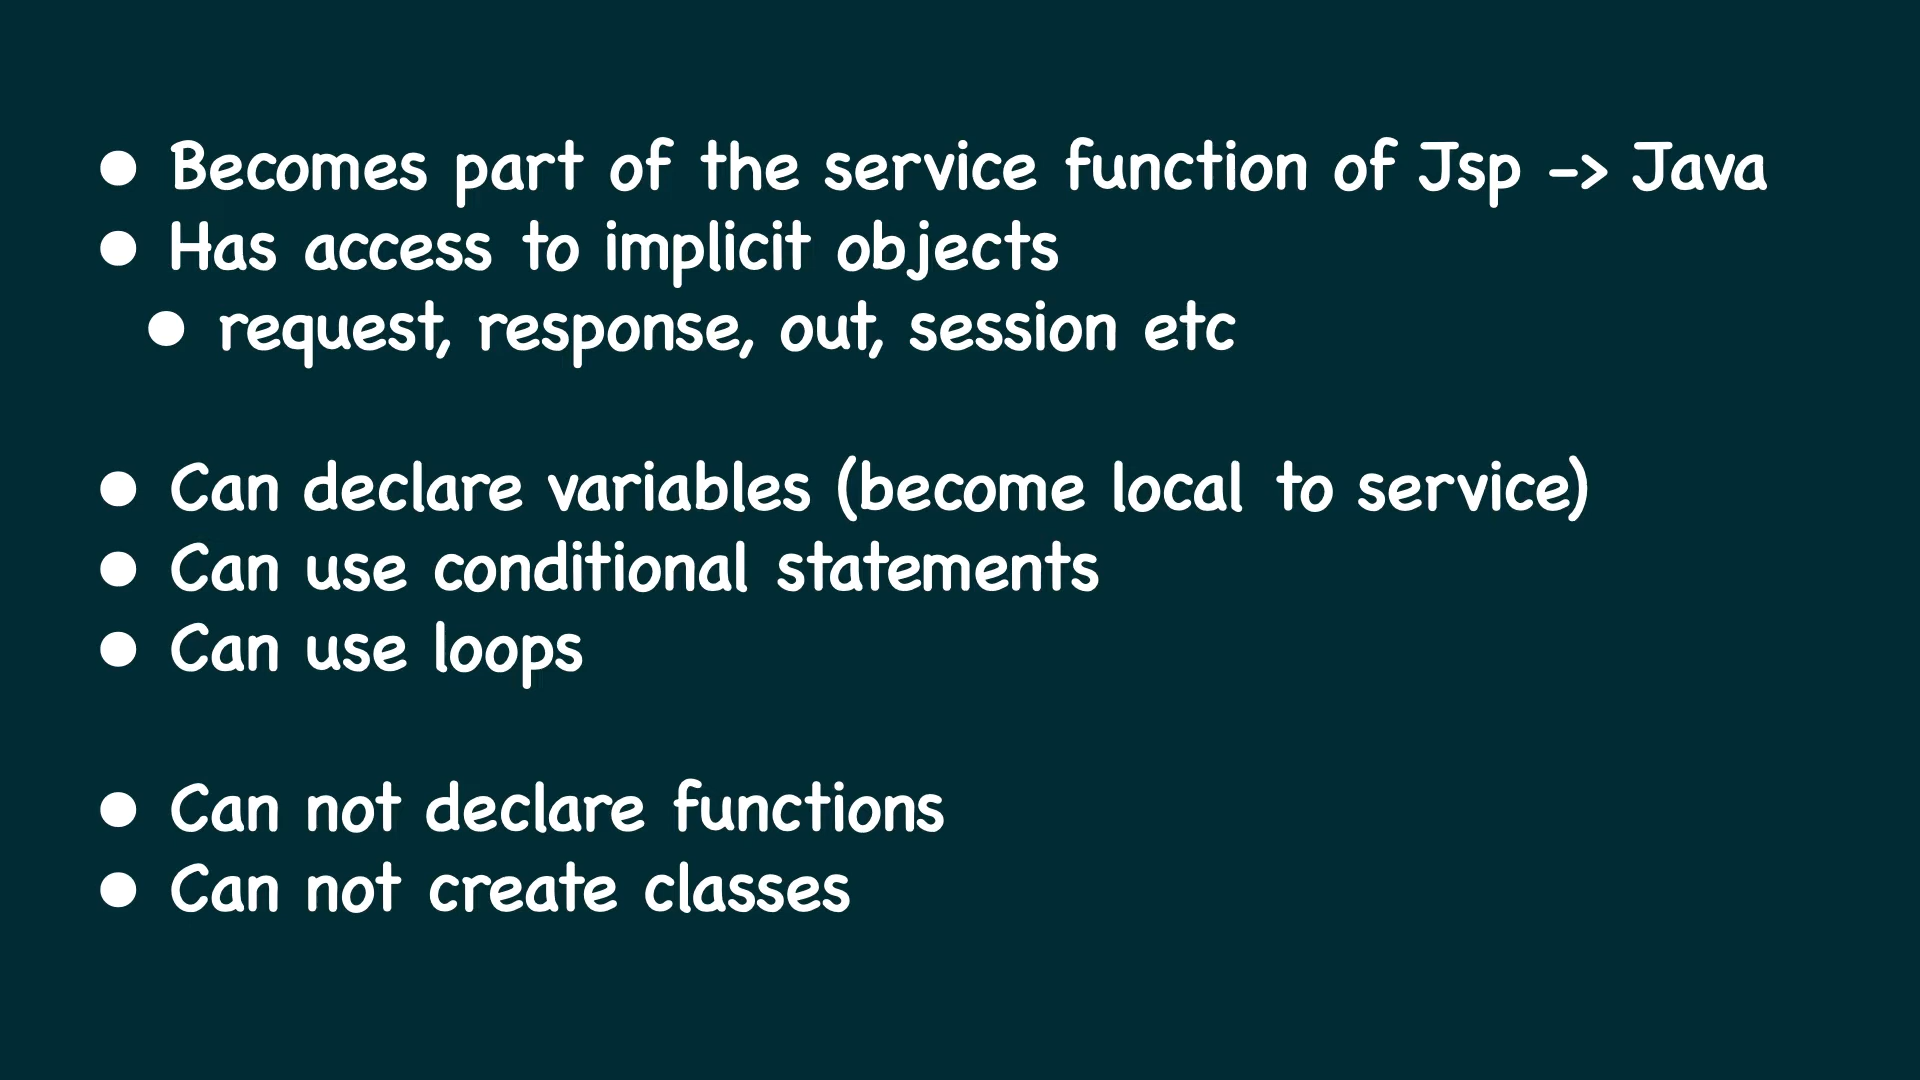 ● Becomes part of the service function of Jsp -> Java
● Has access to implicit objects
● request, response, out, session etc
● Can declare variables (become local to service)
● Can use conditional statements
● Can use loops
● Can not declare functions
● Can not create classes